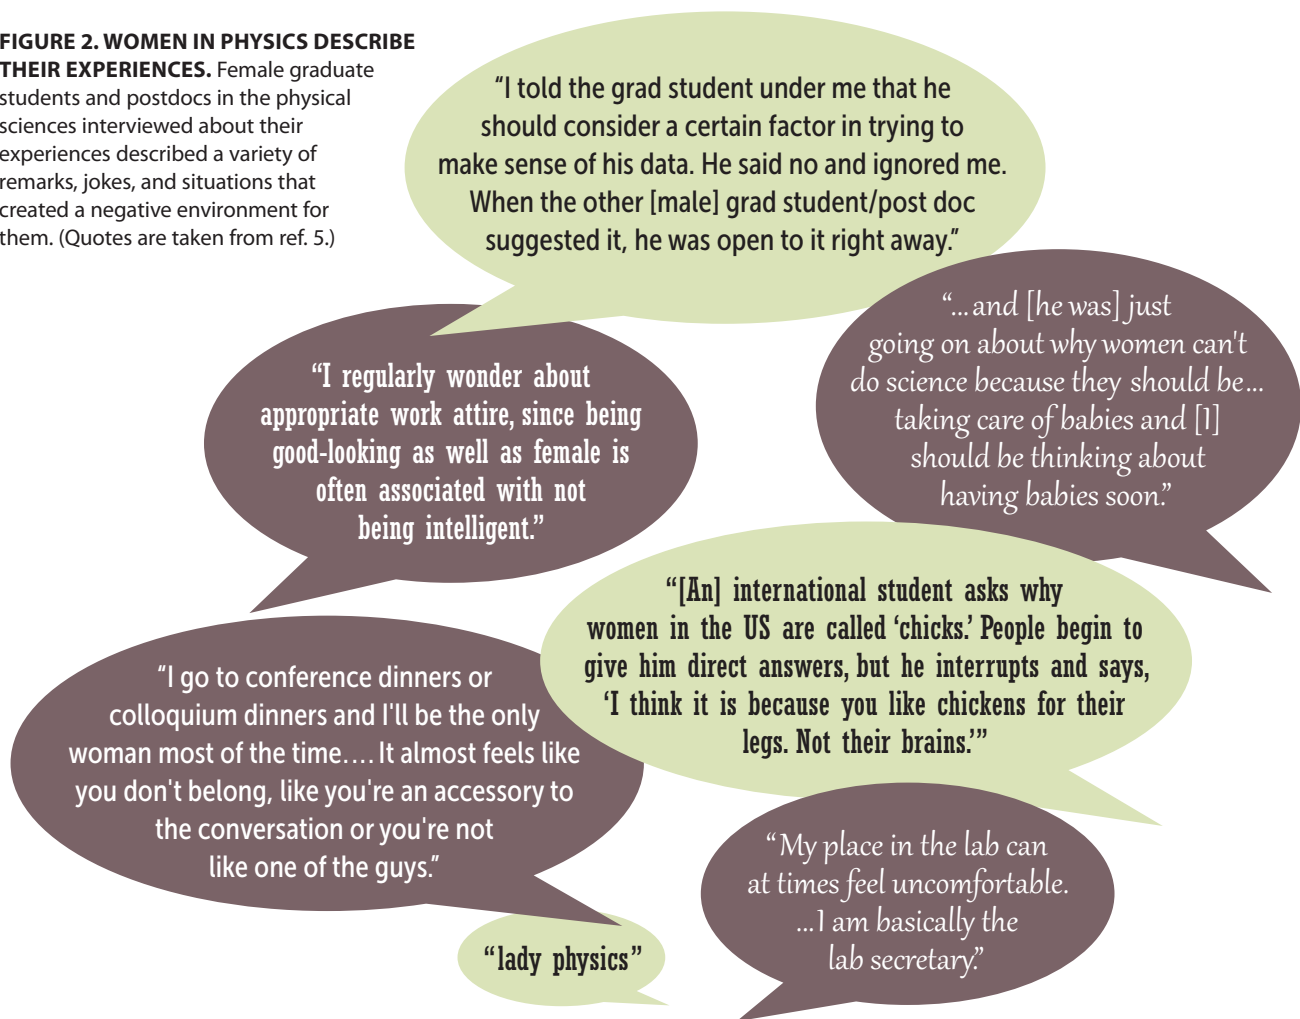 FIGURE 2. WOMEN IN PHYSICS DESCRIBE
THEIR EXPERIENCES. Female graduate
students and postdocs in the physical
sciences interviewed about their
experiences described a variety of
remarks, jokes, and situations that
created a negative environment for
them. (Quotes are taken from ref. 5.)
“I told the grad student under me that he
should consider a certain factor in trying to
make sense of his data. He said no and ignored me.
When the other [male] grad student/post doc
suggested it, he was open to it right away.”
“...and [he was] just
going on about why women can't
do science because they should be...
taking care of babies and [I]
should be thinking about
having babies soon.”
“I regularly wonder about
appropriate work attire, since being
good-looking as well as female is
often associated with not
being intelligent.”
“[An] international student asks why
women in the US are called ‘chicks.’ People begin to
give him direct answers, but he interrupts and says,
‘I think it is because you like chickens for their
legs. Not their brains.’”
“I go to conference dinners or
colloquium dinners and I'll be the only
woman most of the time.... It almost feels like
you don't belong, like you're an accessory to
the conversation or you're not
like one of the guys.”
“My place in the lab can
at times feel uncomfortable.
...I am basically the
lab secretary.”
“lady physics”